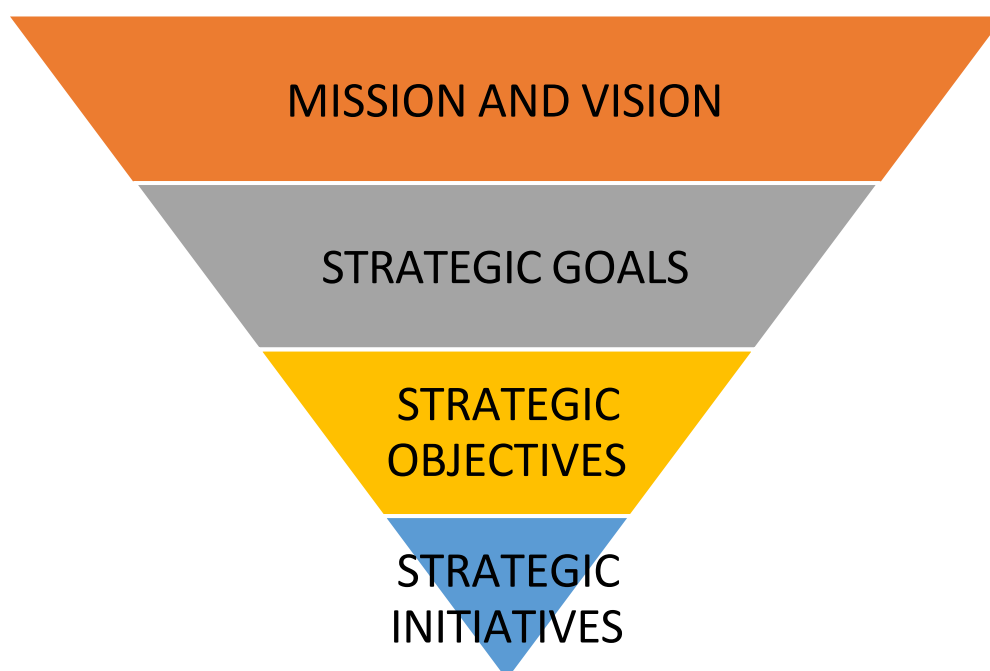 MISSION AND VISION
STRATEGIC GOALS
STRATEGIC
OBJECTIVES
STRATEGIC
INITIATIVES